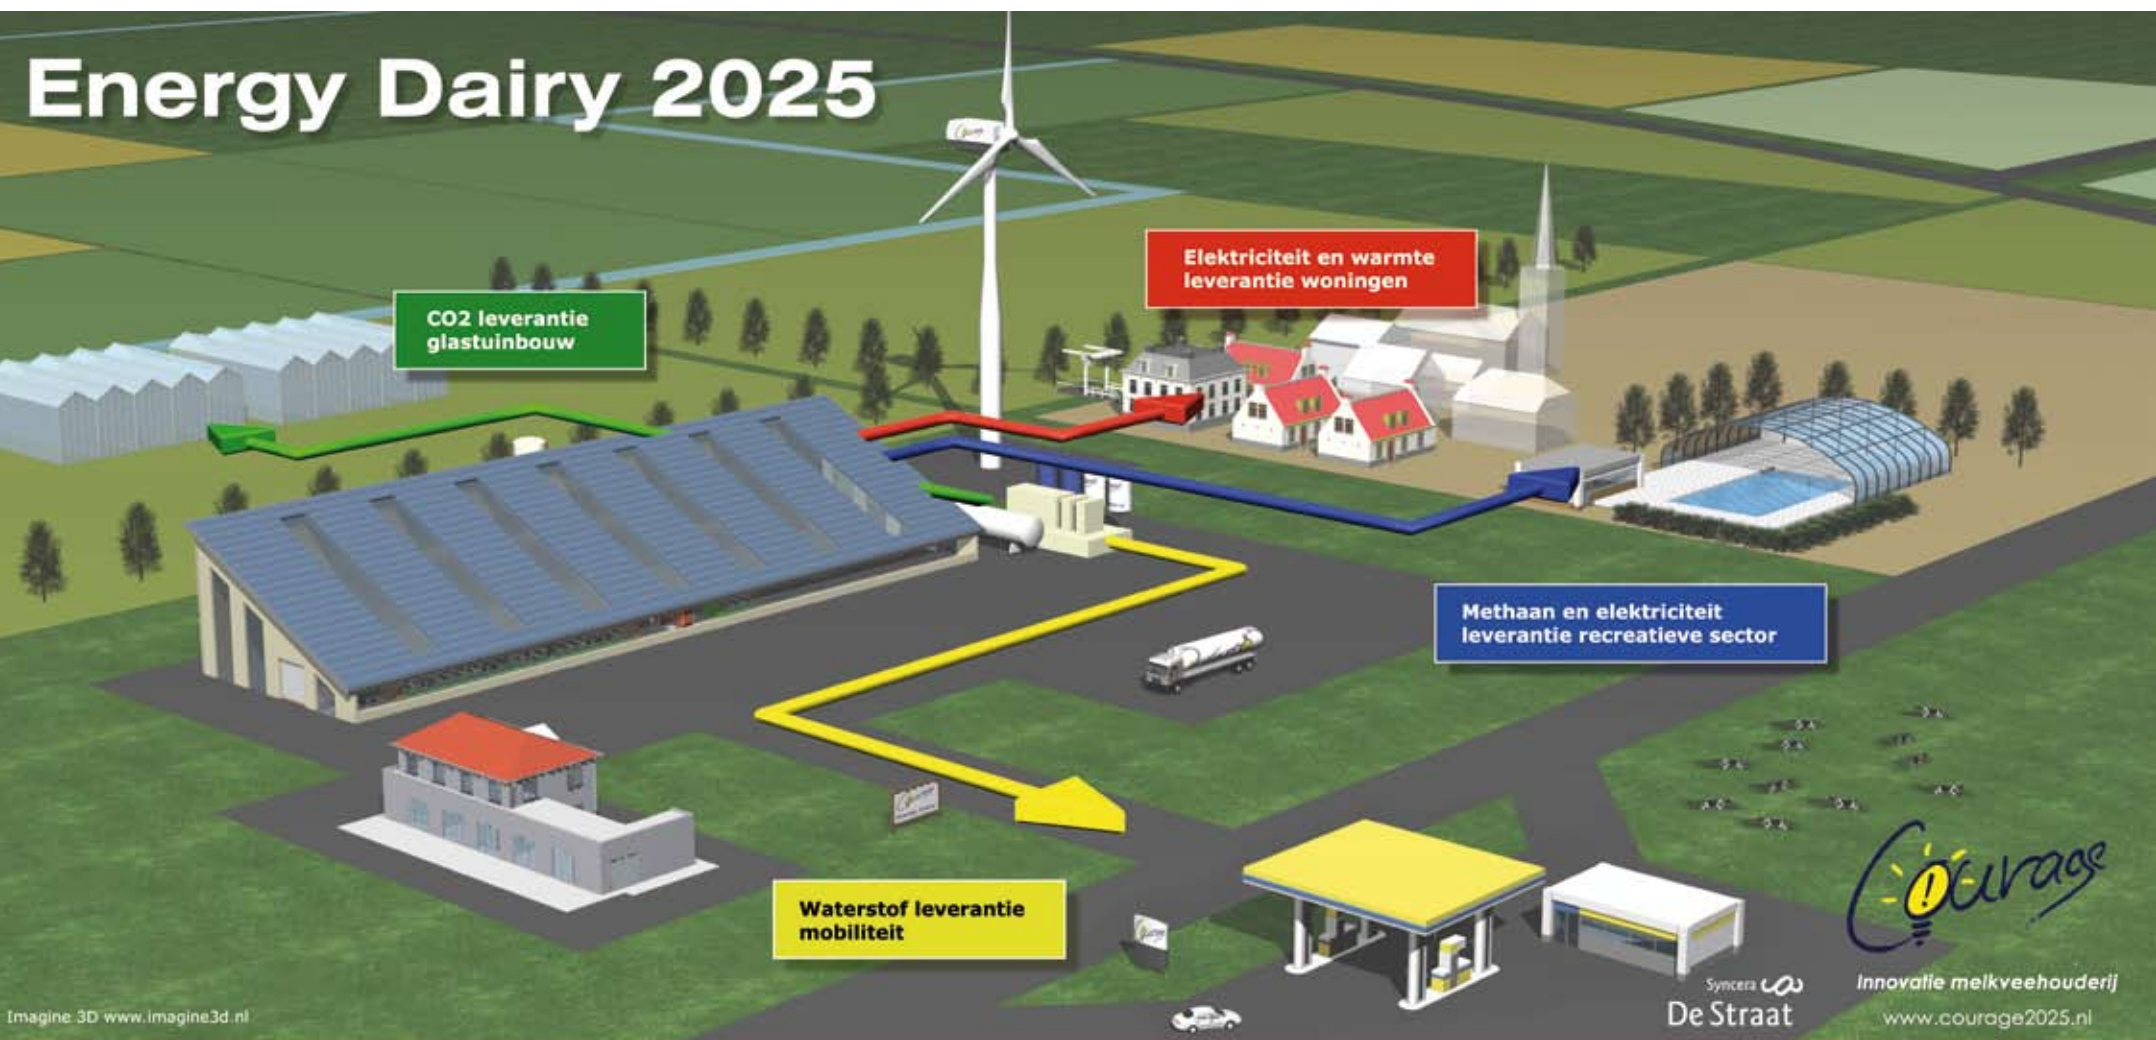 Energy Dairy 2025
Elektriciteit en warmte
leverantie woningen
CO2 leverantie
glastuinbouw
Methaan en elektriciteit
leverantie recreatieve sector
Waterstof leverantie
mobiliteit
Courage
Innovatie melkveehouderij
www.courage2025.nl
Syncera
De Straat
Imagine 3D www.imagine3d.nl